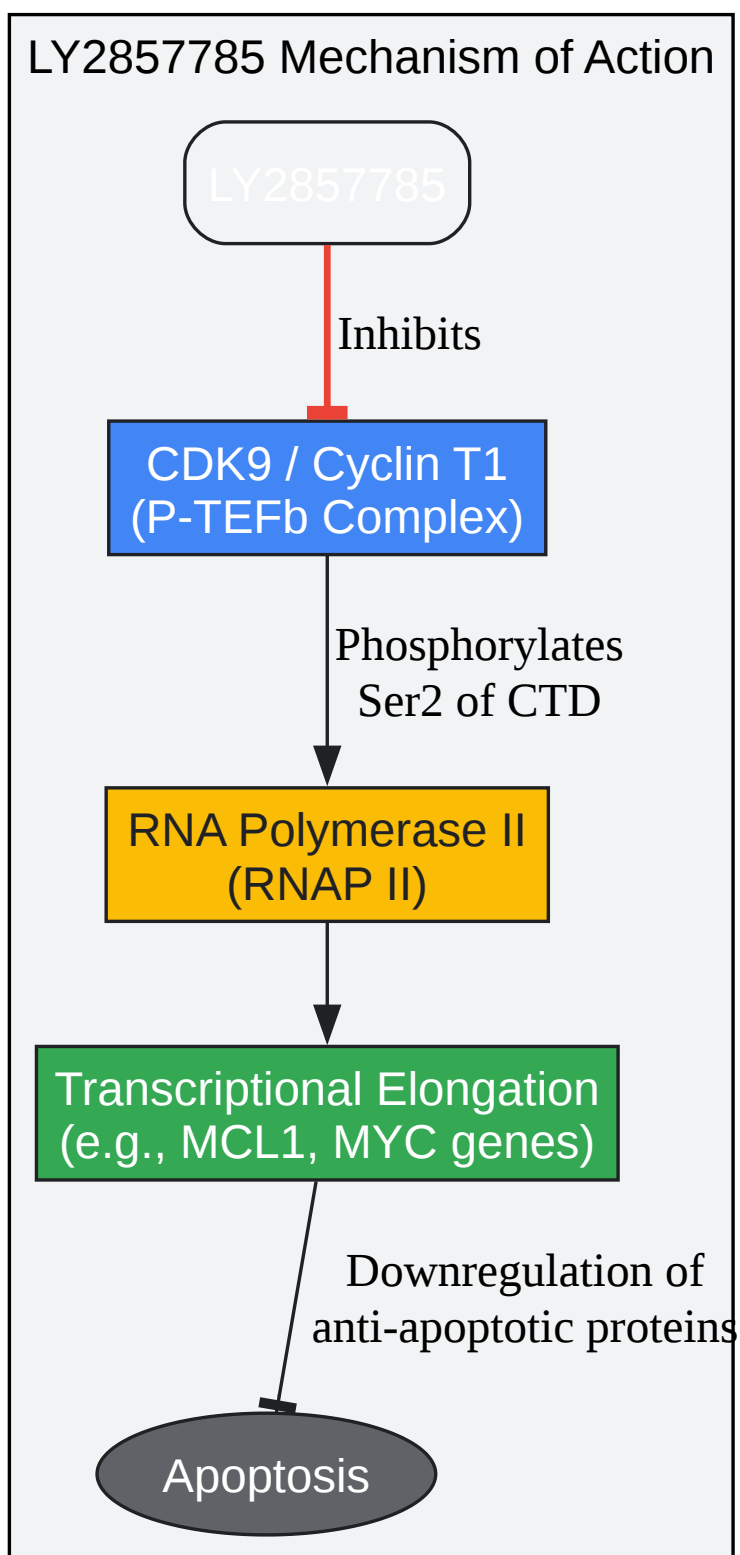 LY2857785 Mechanism of Action
LY2857785
Inhibits
CDK9 / Cyclin T1
(P-TEFb Complex)
Phosphorylates
Ser2 of CTD
RNA Polymerase II
(RNAP II)
Transcriptional Elongation
(e.g., MCL1, MYC genes)
Downregulation of
anti-apoptotic proteins
Apoptosis